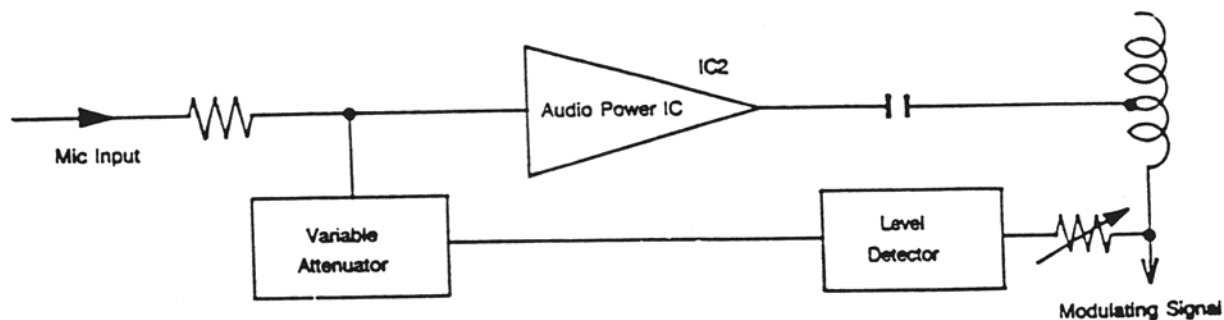 IC2
Audio Power IC
Mic Input
Variable
Attenuator
Level
Detector
Modulating Signal